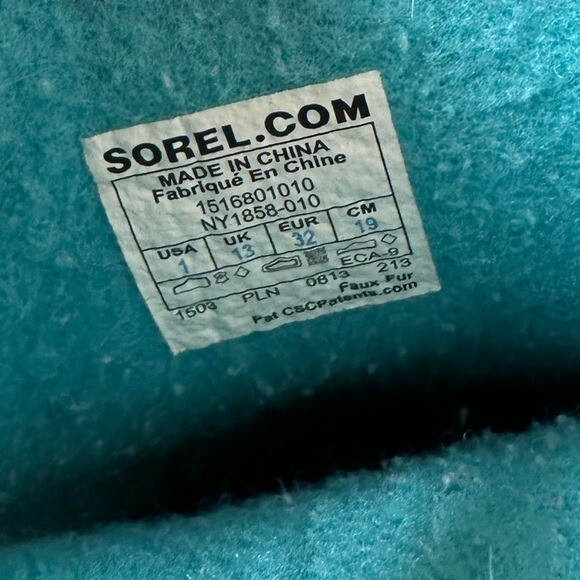 SOREL.COM
MADE IN CHINA
Fabriqué En Chine
1516801010
NY1858-010
USA UK EUR CM
1 13 32 19
ECA-9
1503 PLN 0613 213
Faux Fur
Pat CSCPatents.com